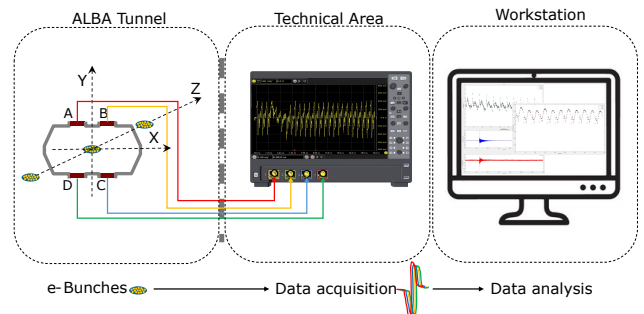 ALBA Tunnel
Technical Area
Workstation
Y
Z
A
B
X
D
C
e-Bunches
Data acquisition
Data analysis